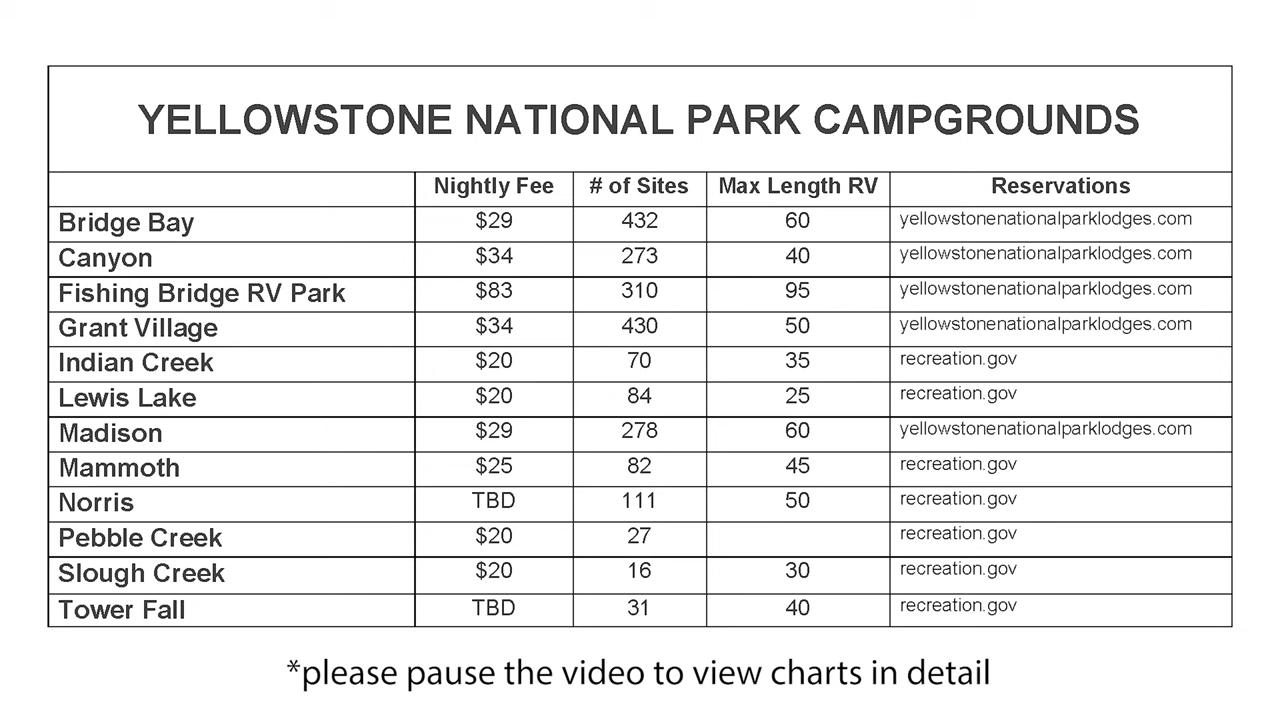 YELLOWSTONE NATIONAL PARK CAMPGROUNDS
Nightly Fee # of Sites Max Length RV Reservations
Bridge Bay $29 432 60 yellowstonenationalparklodges.com
Canyon $34 273 40 yellowstonenationalparklodges.com
Fishing Bridge RV Park $83 310 95 yellowstonenationalparklodges.com
Grant Village $34 430 50 yellowstonenationalparklodges.com
Indian Creek $20 70 35 recreation.gov
Lewis Lake $20 84 25 recreation.gov
Madison $29 278 60 yellowstonenationalparklodges.com
Mammoth $25 82 45 recreation.gov
Norris TBD 111 50 recreation.gov
Pebble Creek $20 27 recreation.gov
Slough Creek $20 16 30 recreation.gov
Tower Fall TBD 31 40 recreation.gov
*please pause the video to view charts in detail